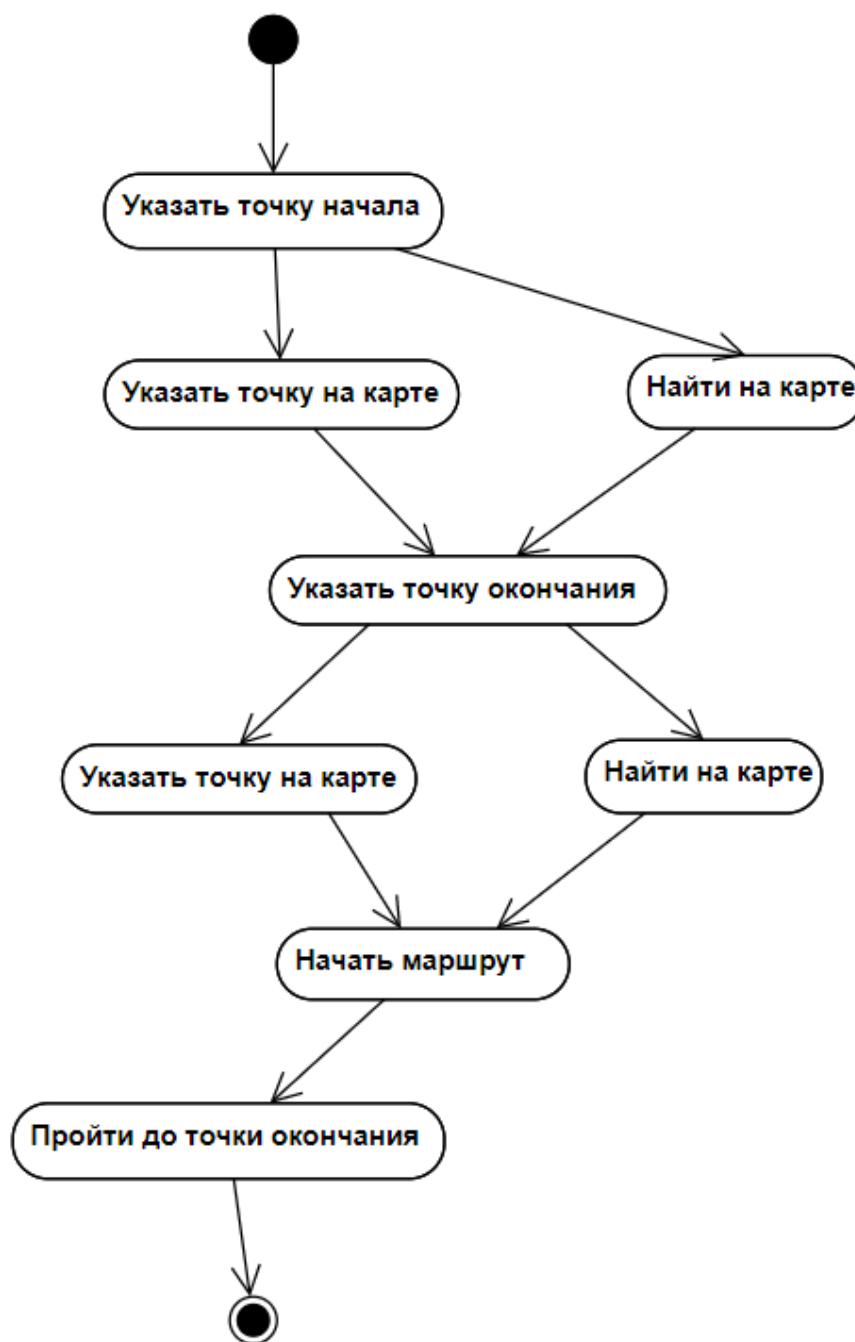 Указать точку начала
Указать точку на карте
Найти на карте
Указать точку окончания
Указать точку на карте
Найти на карте
Начать маршрут
Пройти до точки окончания